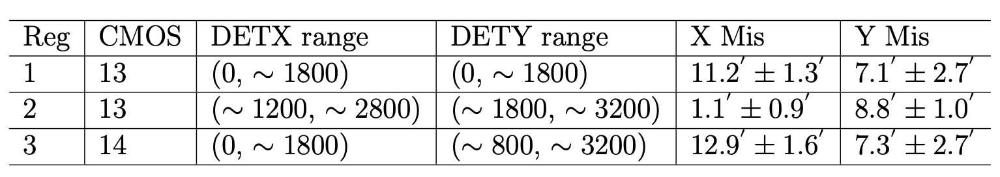 Reg CMOS DETX range DETY range X Mis Y Mis
1 13 (0, ∼ 1800) (0, ∼ 1800) 11.2′ ± 1.3′ 7.1′ ± 2.7′
2 13 (∼ 1200, ∼ 2800) (∼ 1800, ∼ 3200) 1.1′ ± 0.9′ 8.8′ ± 1.0′
3 14 (0, ∼ 1800) (∼ 800, ∼ 3200) 12.9′ ± 1.6′ 7.3′ ± 2.7′